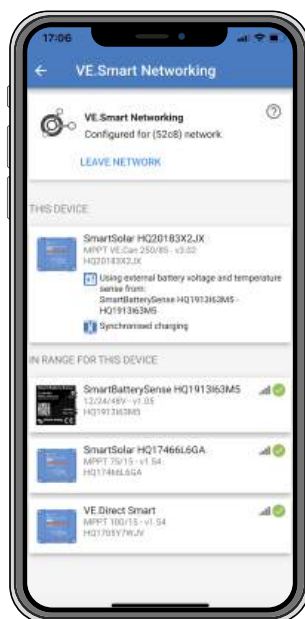 17:06
VE.Smart Networking
VE.Smart Networking
Configured for (52c8) network
LEAVE NETWORK
THIS DEVICE
SmartSolar HQ20183X2JX
MPPT VE.Can 250/85 - v3.02
HQ20183X2JX
Using external battery voltage and temperature
sense from:
SmartBatterySense HQ1913I63M5 -
HQ1913I63M5
Synchronised charging
IN RANGE FOR THIS DEVICE
SmartBatterySense HQ1913I63M5
12/24/48V - v1.05
HQ1913I63M5
SmartSolar HQ17466L6GA
MPPT 75/15 - v1.54
HQ17466L6GA
VE.Direct Smart
MPPT 100/15 - v1.54
HQ1705Y7WJV